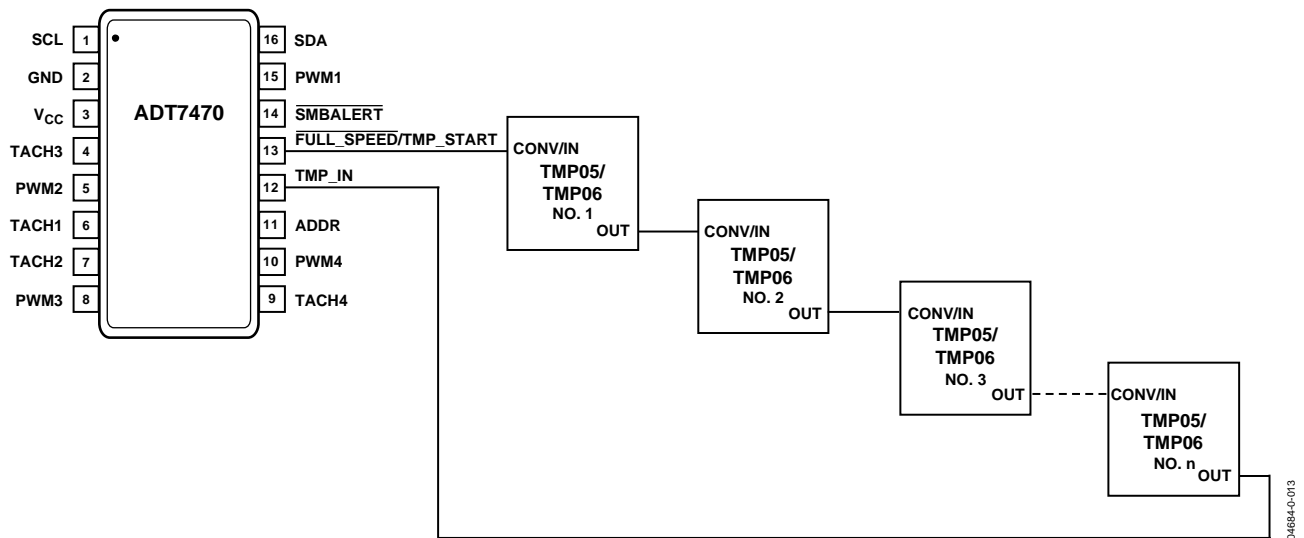 SCL 1
GND 2
VCC 3
TACH3 4
PWM2 5
TACH1 6
TACH2 7
PWM3 8
ADT7470
16 SDA
15 PWM1
14 SMBALERT
13 FULL_SPEED/TMP_START
12 TMP_IN
11 ADDR
10 PWM4
9 TACH4
CONV/IN
TMP05/
TMP06
NO. 1
OUT
CONV/IN
TMP05/
TMP06
NO. 2
OUT
CONV/IN
TMP05/
TMP06
NO. 3
OUT
CONV/IN
TMP05/
TMP06
NO. n
OUT
04684-0-013